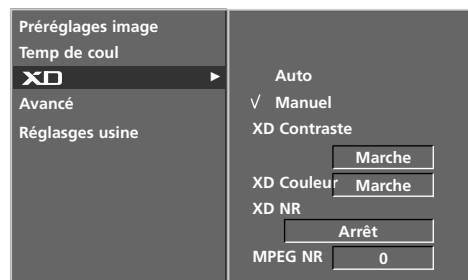 Préréglages image
Temp de coul
XD
Avancé
Réglasges usine
Auto
√ Manuel
XD Contraste
Marche
XD Couleur Marche
XD NR
Arrêt
MPEG NR 0